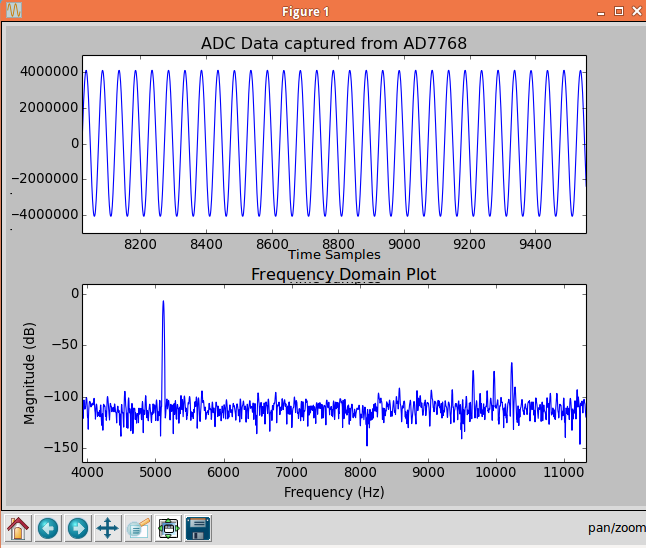 Figure 1
ADC Data captured from AD7768
4000000
2000000
0
−2000000
−4000000
8200 8400 8600 8800 9000 9200 9400
Time Samples
Frequency Domain Plot
0
−50
−100
−150
Magnitude (dB)
4000 5000 6000 7000 8000 9000 10000 11000
Frequency (Hz)
pan/zoom